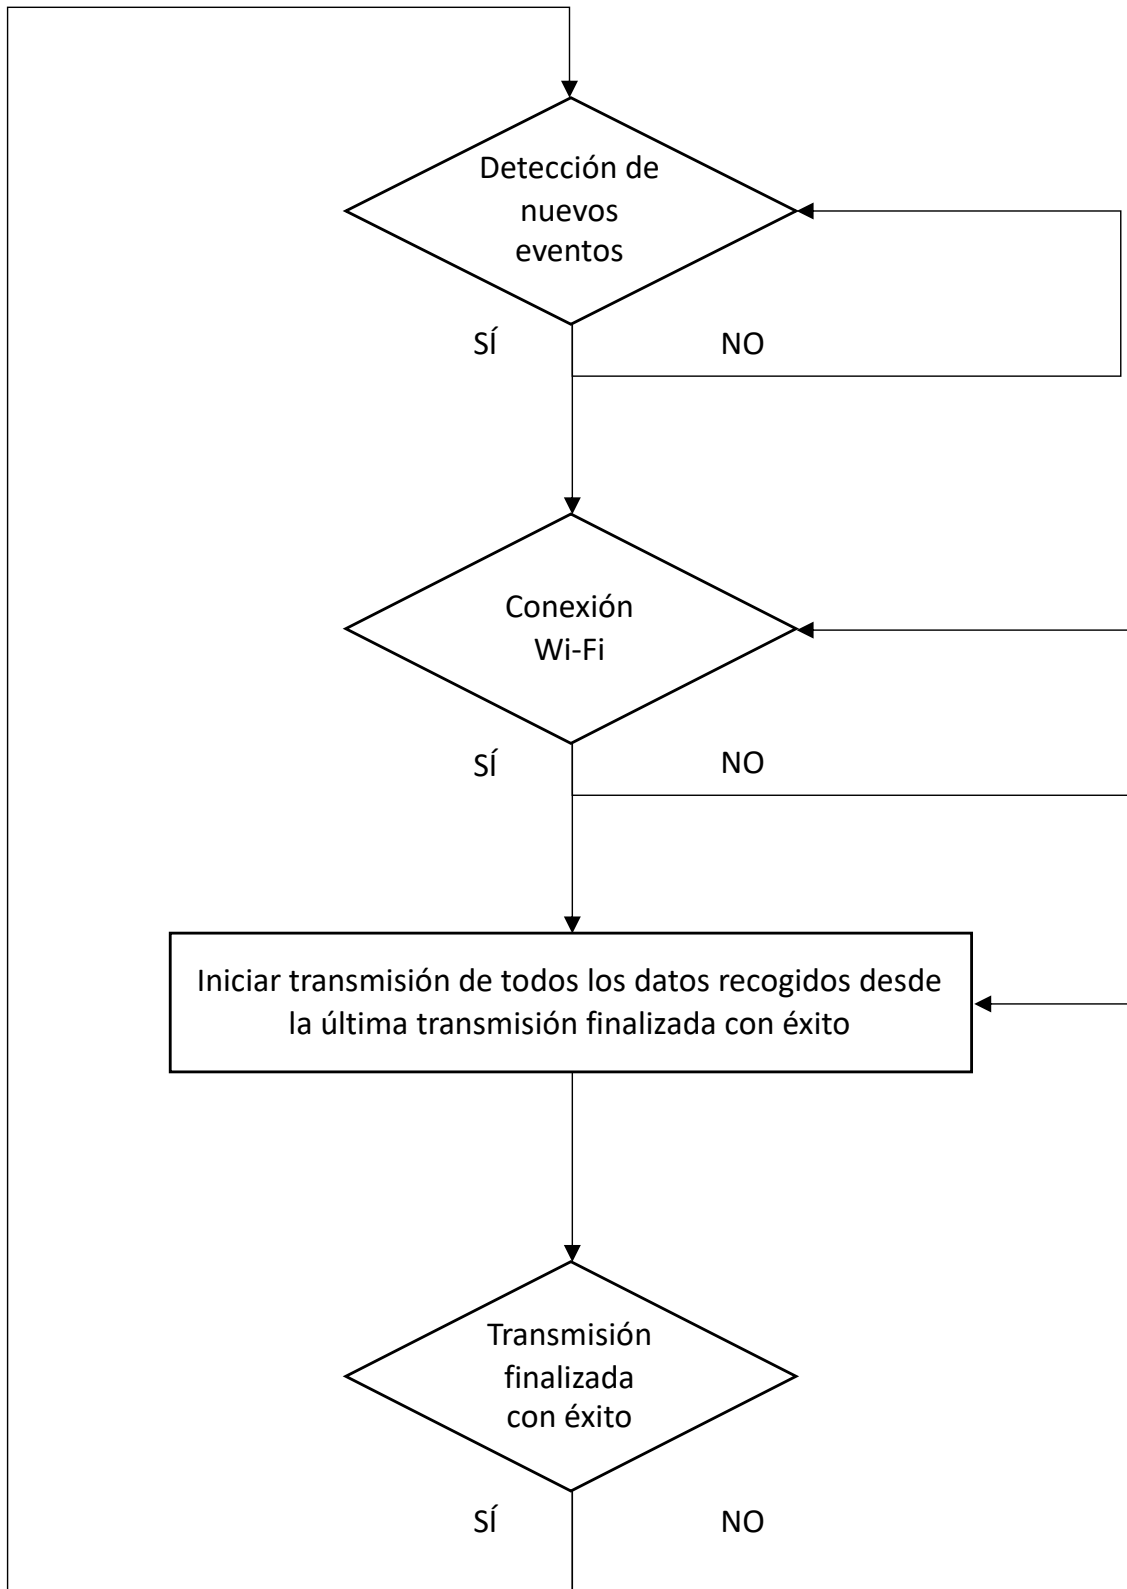 Detección de
nuevos
eventos
SÍ
NO
Conexión
Wi-Fi
SÍ
NO
Iniciar transmisión de todos los datos recogidos desde
la última transmisión finalizada con éxito
Transmisión
finalizada
con éxito
SÍ
NO